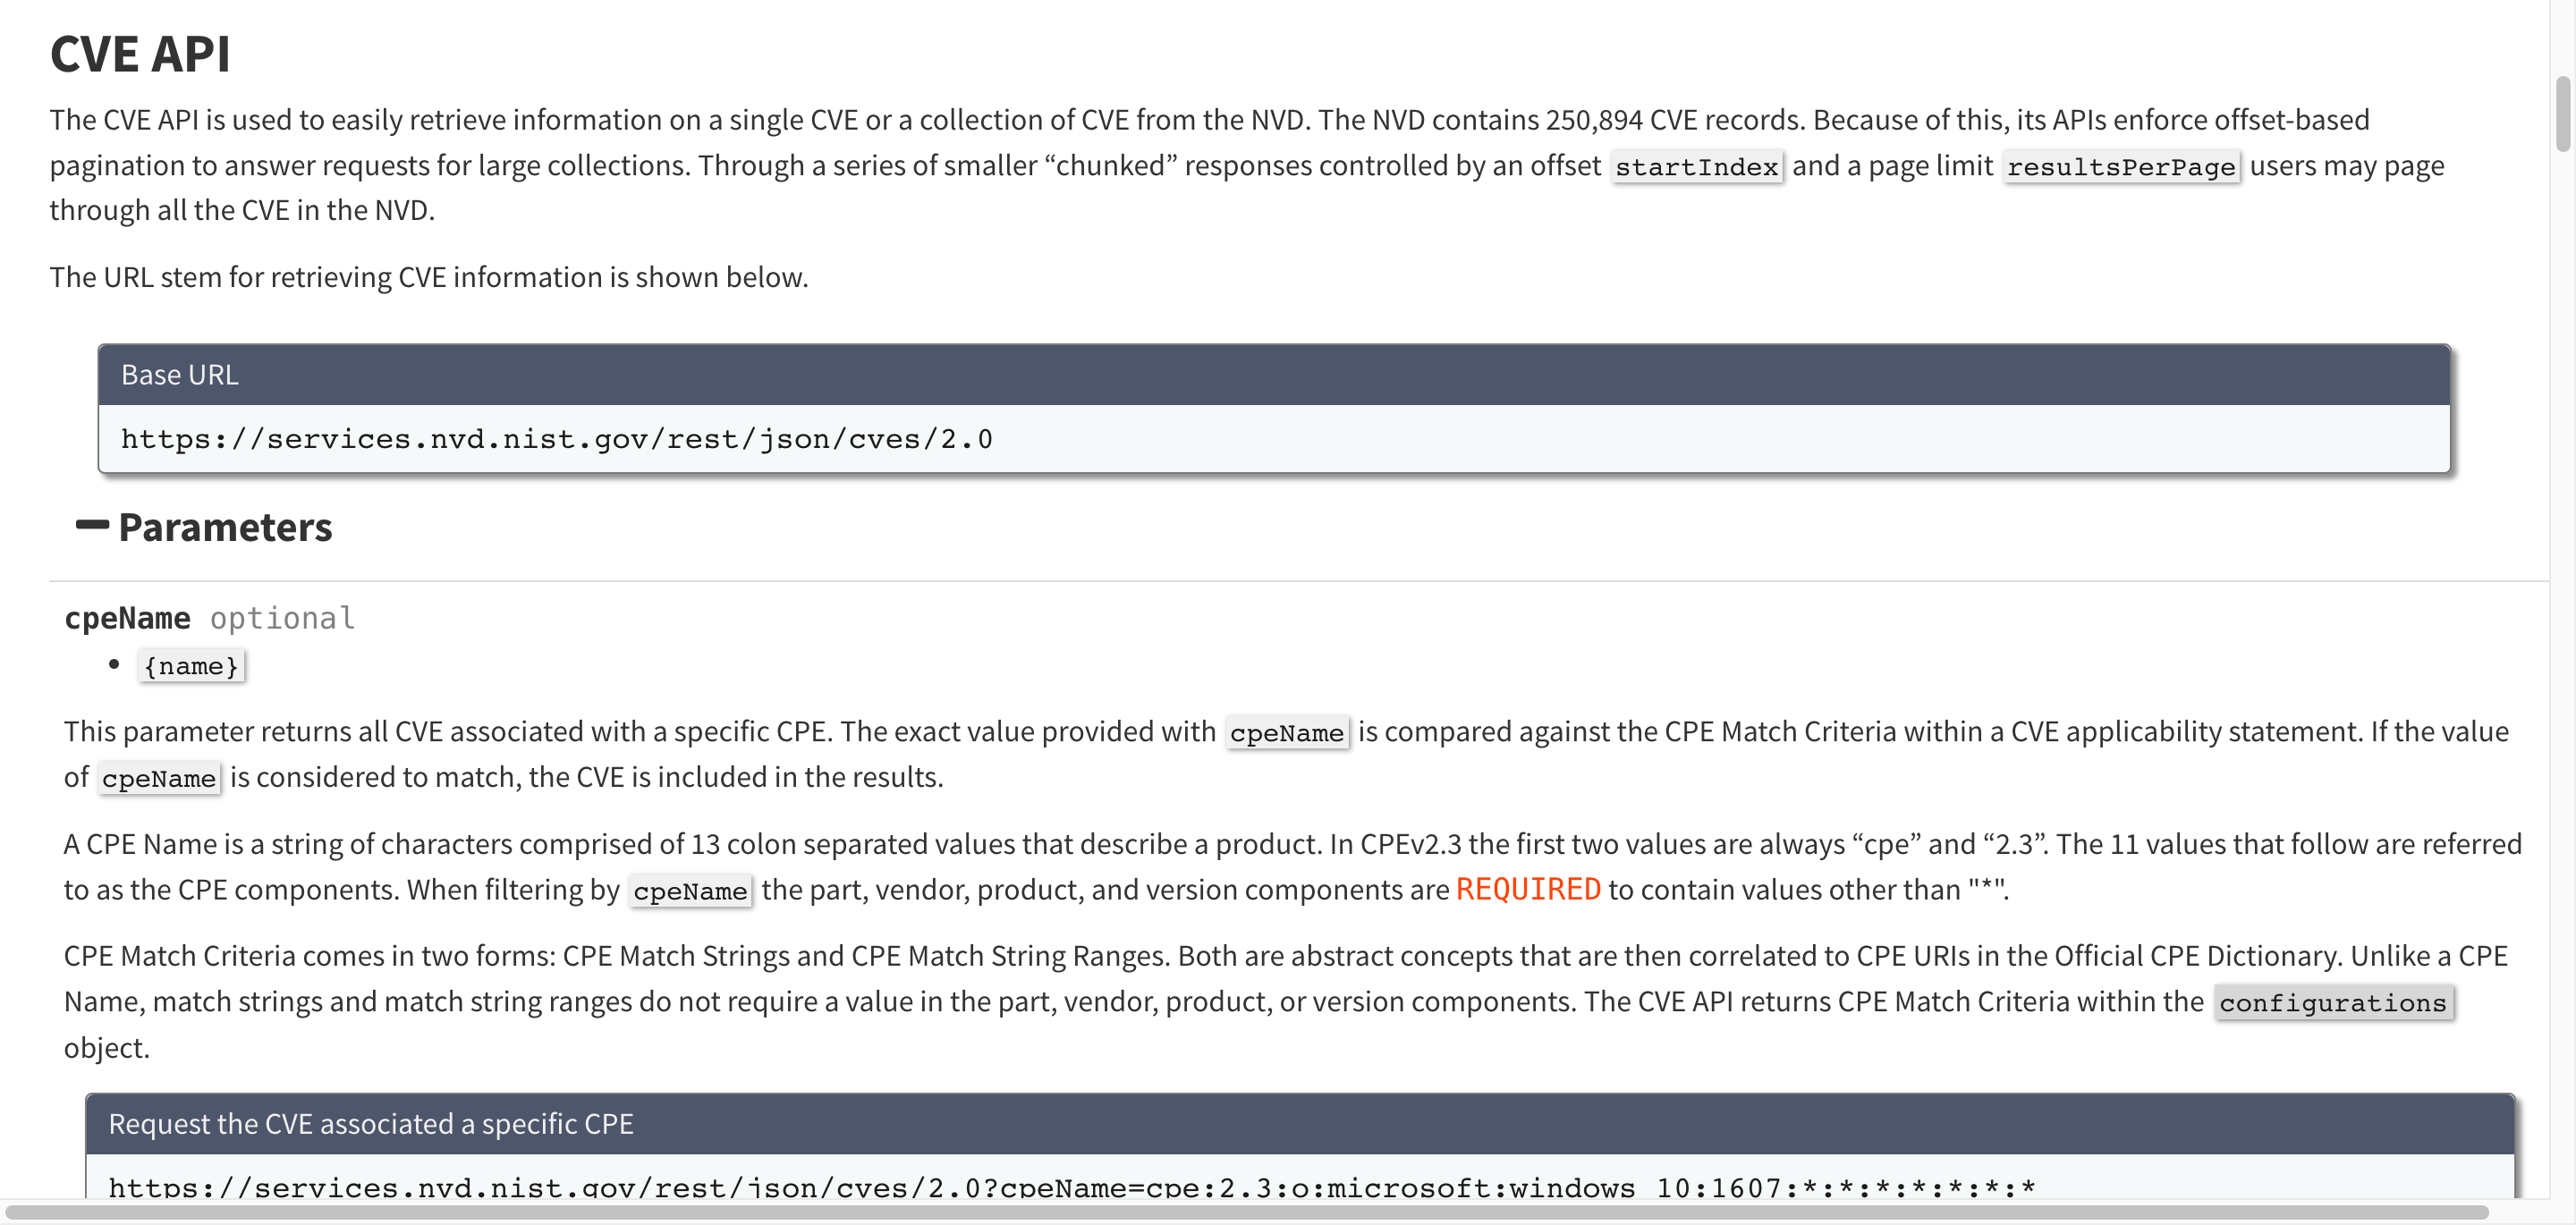 CVE API
The CVE API is used to easily retrieve information on a single CVE or a collection of CVE from the NVD. The NVD contains 250,894 CVE records. Because of this, its APIs enforce offset-based
pagination to answer requests for large collections. Through a series of smaller “chunked” responses controlled by an offset startIndex and a page limit resultsPerPage users may page
through all the CVE in the NVD.
The URL stem for retrieving CVE information is shown below.
Base URL
https://services.nvd.nist.gov/rest/json/cves/2.0
Parameters
cpeName optional
• {name}
This parameter returns all CVE associated with a specific CPE. The exact value provided with cpeName is compared against the CPE Match Criteria within a CVE applicability statement. If the value
of cpeName is considered to match, the CVE is included in the results.
A CPE Name is a string of characters comprised of 13 colon separated values that describe a product. In CPEv2.3 the first two values are always “cpe” and “2.3”. The 11 values that follow are referred
to as the CPE components. When filtering by cpeName the part, vendor, product, and version components are REQUIRED to contain values other than "*".
CPE Match Criteria comes in two forms: CPE Match Strings and CPE Match String Ranges. Both are abstract concepts that are then correlated to CPE URIs in the Official CPE Dictionary. Unlike a CPE
Name, match strings and match string ranges do not require a value in the part, vendor, product, or version components. The CVE API returns CPE Match Criteria within the configurations
object.
Request the CVE associated a specific CPE
https://services.nvd.nist.gov/rest/json/cves/2.0?cpeName=cpe:2.3:o:microsoft:windows_10:1607:*:*:*:*:*:*:*